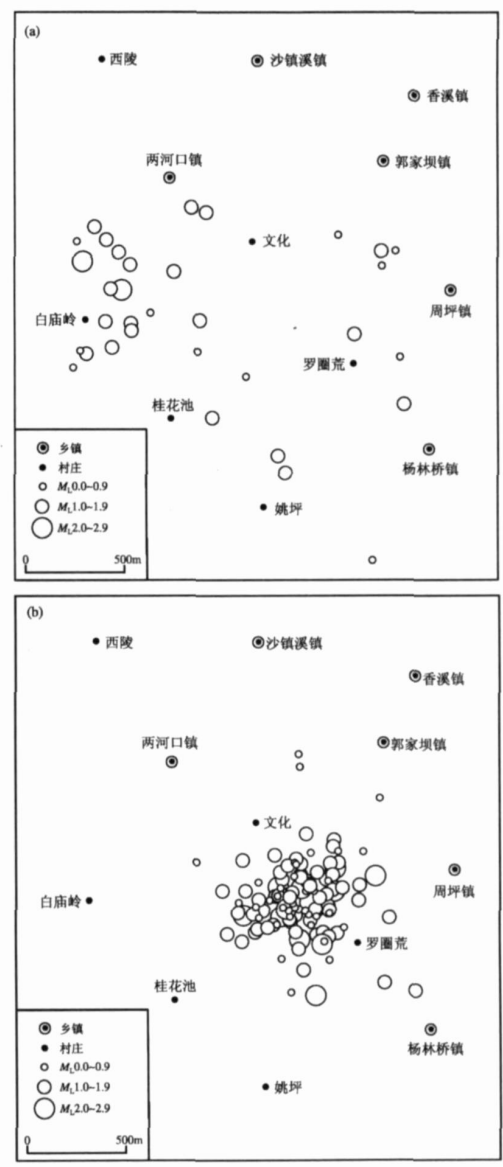 (a)
西陵
沙镇溪镇
香溪镇
两河口镇
郭家坝镇
文化
周坪镇
白庙岭
罗圈荒
桂花池
杨林桥镇
姚坪
乡镇
村庄
ML0.0~0.9
ML1.0~1.9
ML2.0~2.9
0 500m
(b)
西陵
沙镇溪镇
香溪镇
两河口镇
郭家坝镇
文化
周坪镇
白庙岭
罗圈荒
桂花池
杨林桥镇
姚坪
乡镇
村庄
ML0.0~0.9
ML1.0~1.9
ML2.0~2.9
0 500m